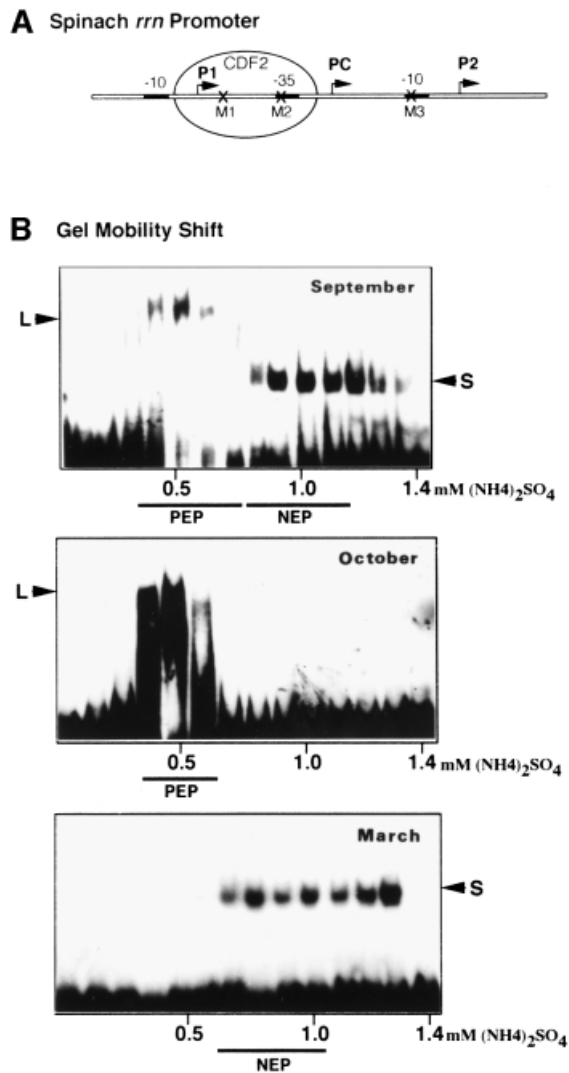 A Spinach rrn Promoter
P1 CDF2 PC P2
-10 -35 -10
M1 M2 M3
B Gel Mobility Shift
September
L
S
0.5 1.0 1.4 mM (NH4)2SO4
PEP NEP
October
L
0.5 1.0 1.4 mM (NH4)2SO4
PEP
March
S
0.5 1.0 1.4 mM (NH4)2SO4
NEP